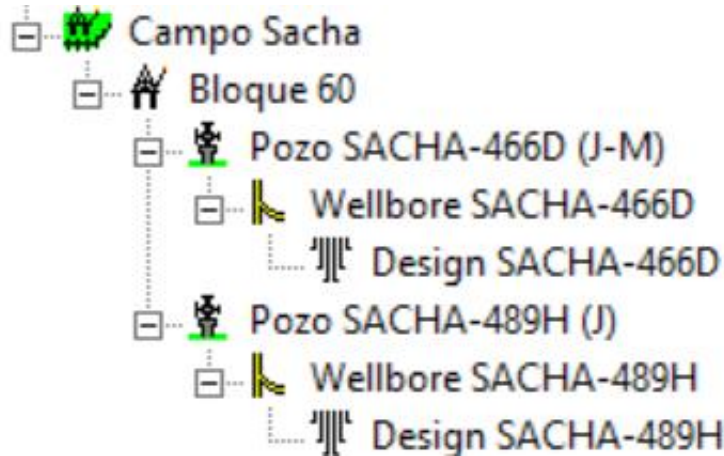 Campo Sacha
Bloque 60
Pozo SACHA-466D (J-M)
Wellbore SACHA-466D
Design SACHA-466D
Pozo SACHA-489H (J)
Wellbore SACHA-489H
Design SACHA-489H